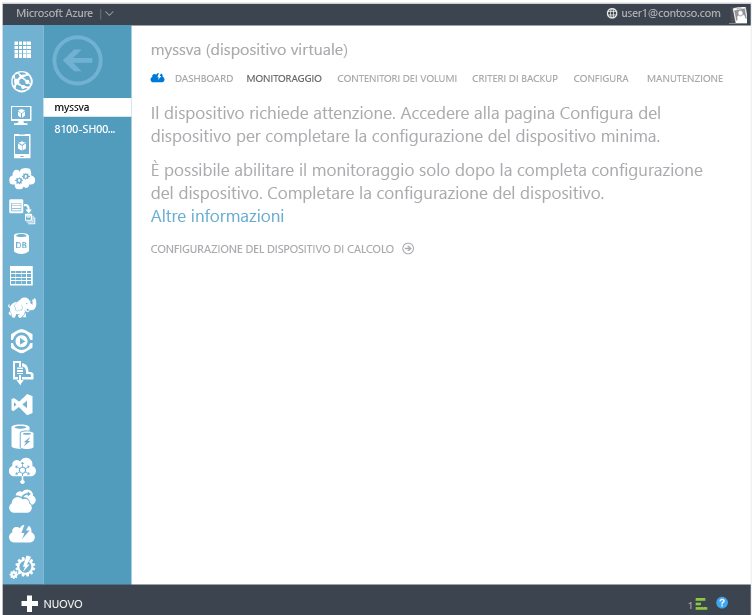 Microsoft Azure
user1@contoso.com
myssva
8100-SH00...
myssva (dispositivo virtuale)
DASHBOARD MONITORAGGIO CONTENITORI DEI VOLUMI CRITERI DI BACKUP CONFIGURA MANUTENZIONE
Il dispositivo richiede attenzione. Accedere alla pagina Configura del
dispositivo per completare la configurazione del dispositivo minima.
È possibile abilitare il monitoraggio solo dopo la completa configurazione
del dispositivo. Completare la configurazione del dispositivo.
Altre informazioni
CONFIGURAZIONE DEL DISPOSITIVO DI CALCOLO
DB
NUOVO
1
?